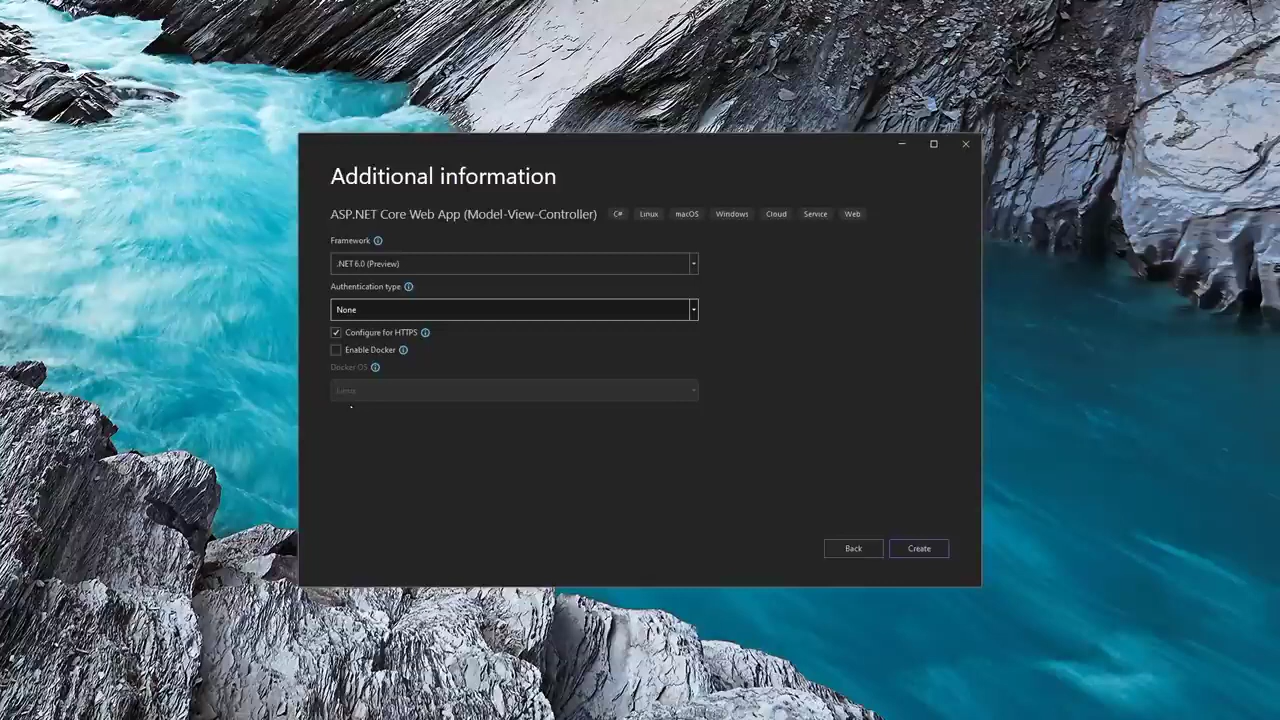 Additional information
ASP.NET Core Web App (Model-View-Controller) C# Linux macOS Windows Cloud Service Web
Framework
.NET 6.0 (Preview)
Authentication type
None
Configure for HTTPS
Enable Docker
Docker OS
Linux
Back Create